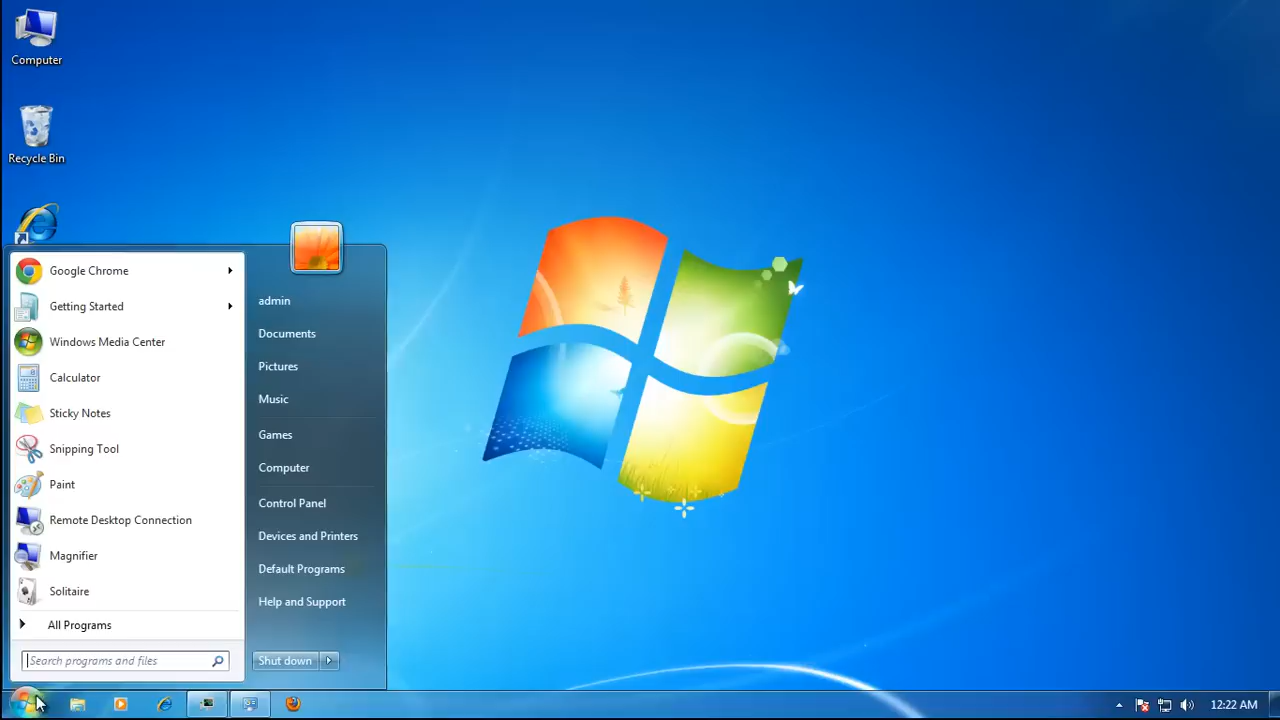 Computer
Recycle Bin
Google Chrome
Getting Started
Windows Media Center
Calculator
Sticky Notes
Snipping Tool
Paint
Remote Desktop Connection
Magnifier
Solitaire
All Programs
Search programs and files
admin
Documents
Pictures
Music
Games
Computer
Control Panel
Devices and Printers
Default Programs
Help and Support
Shut down
12:22 AM